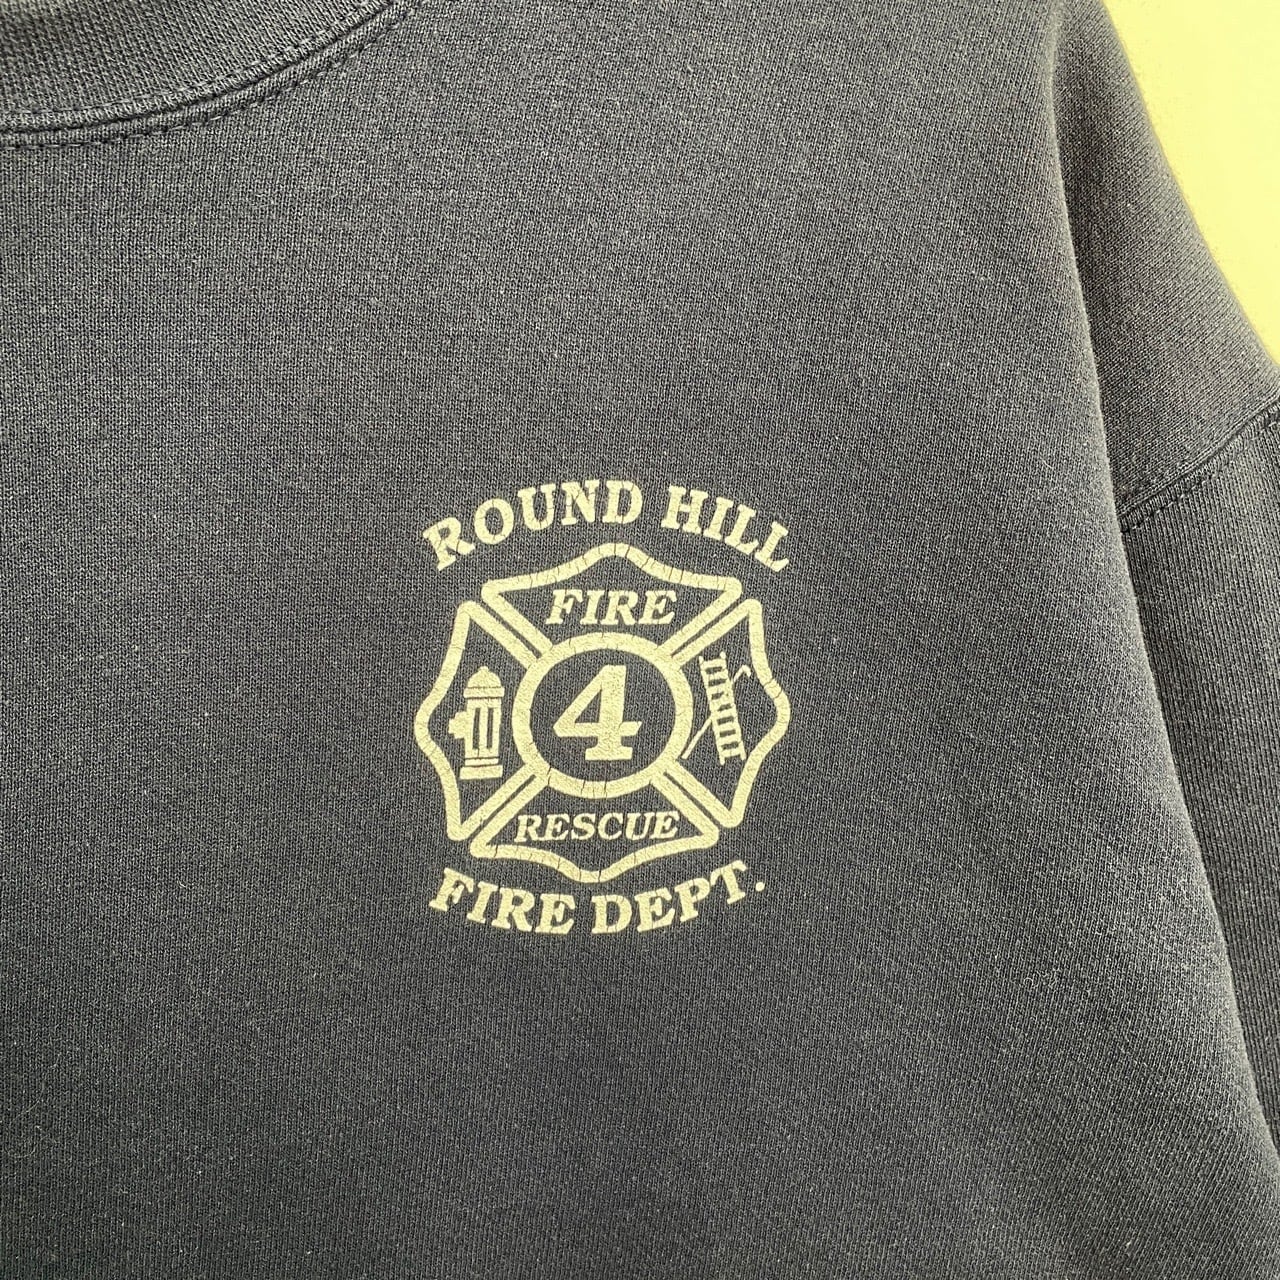 ROUND HILL
FIRE
4
RESCUE
FIRE DEPT.